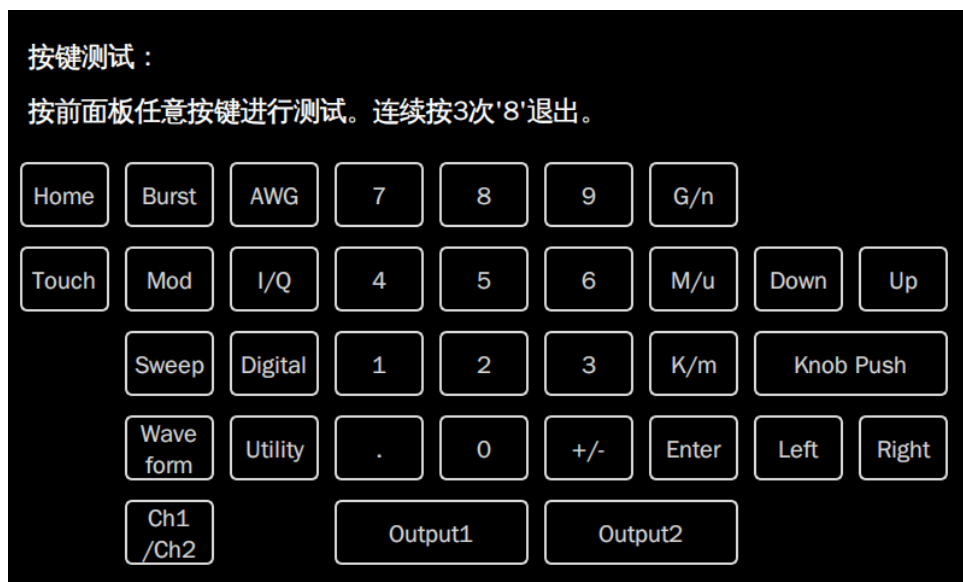 按键测试：
按前面板任意按键进行测试。连续按3次'8'退出。
Home Burst AWG 7 8 9 G/n
Touch Mod I/Q 4 5 6 M/u Down Up
Sweep Digital 1 2 3 K/m Knob Push
Wave
form Utility . 0 +/- Enter Left Right
Ch1
/Ch2 Output1 Output2